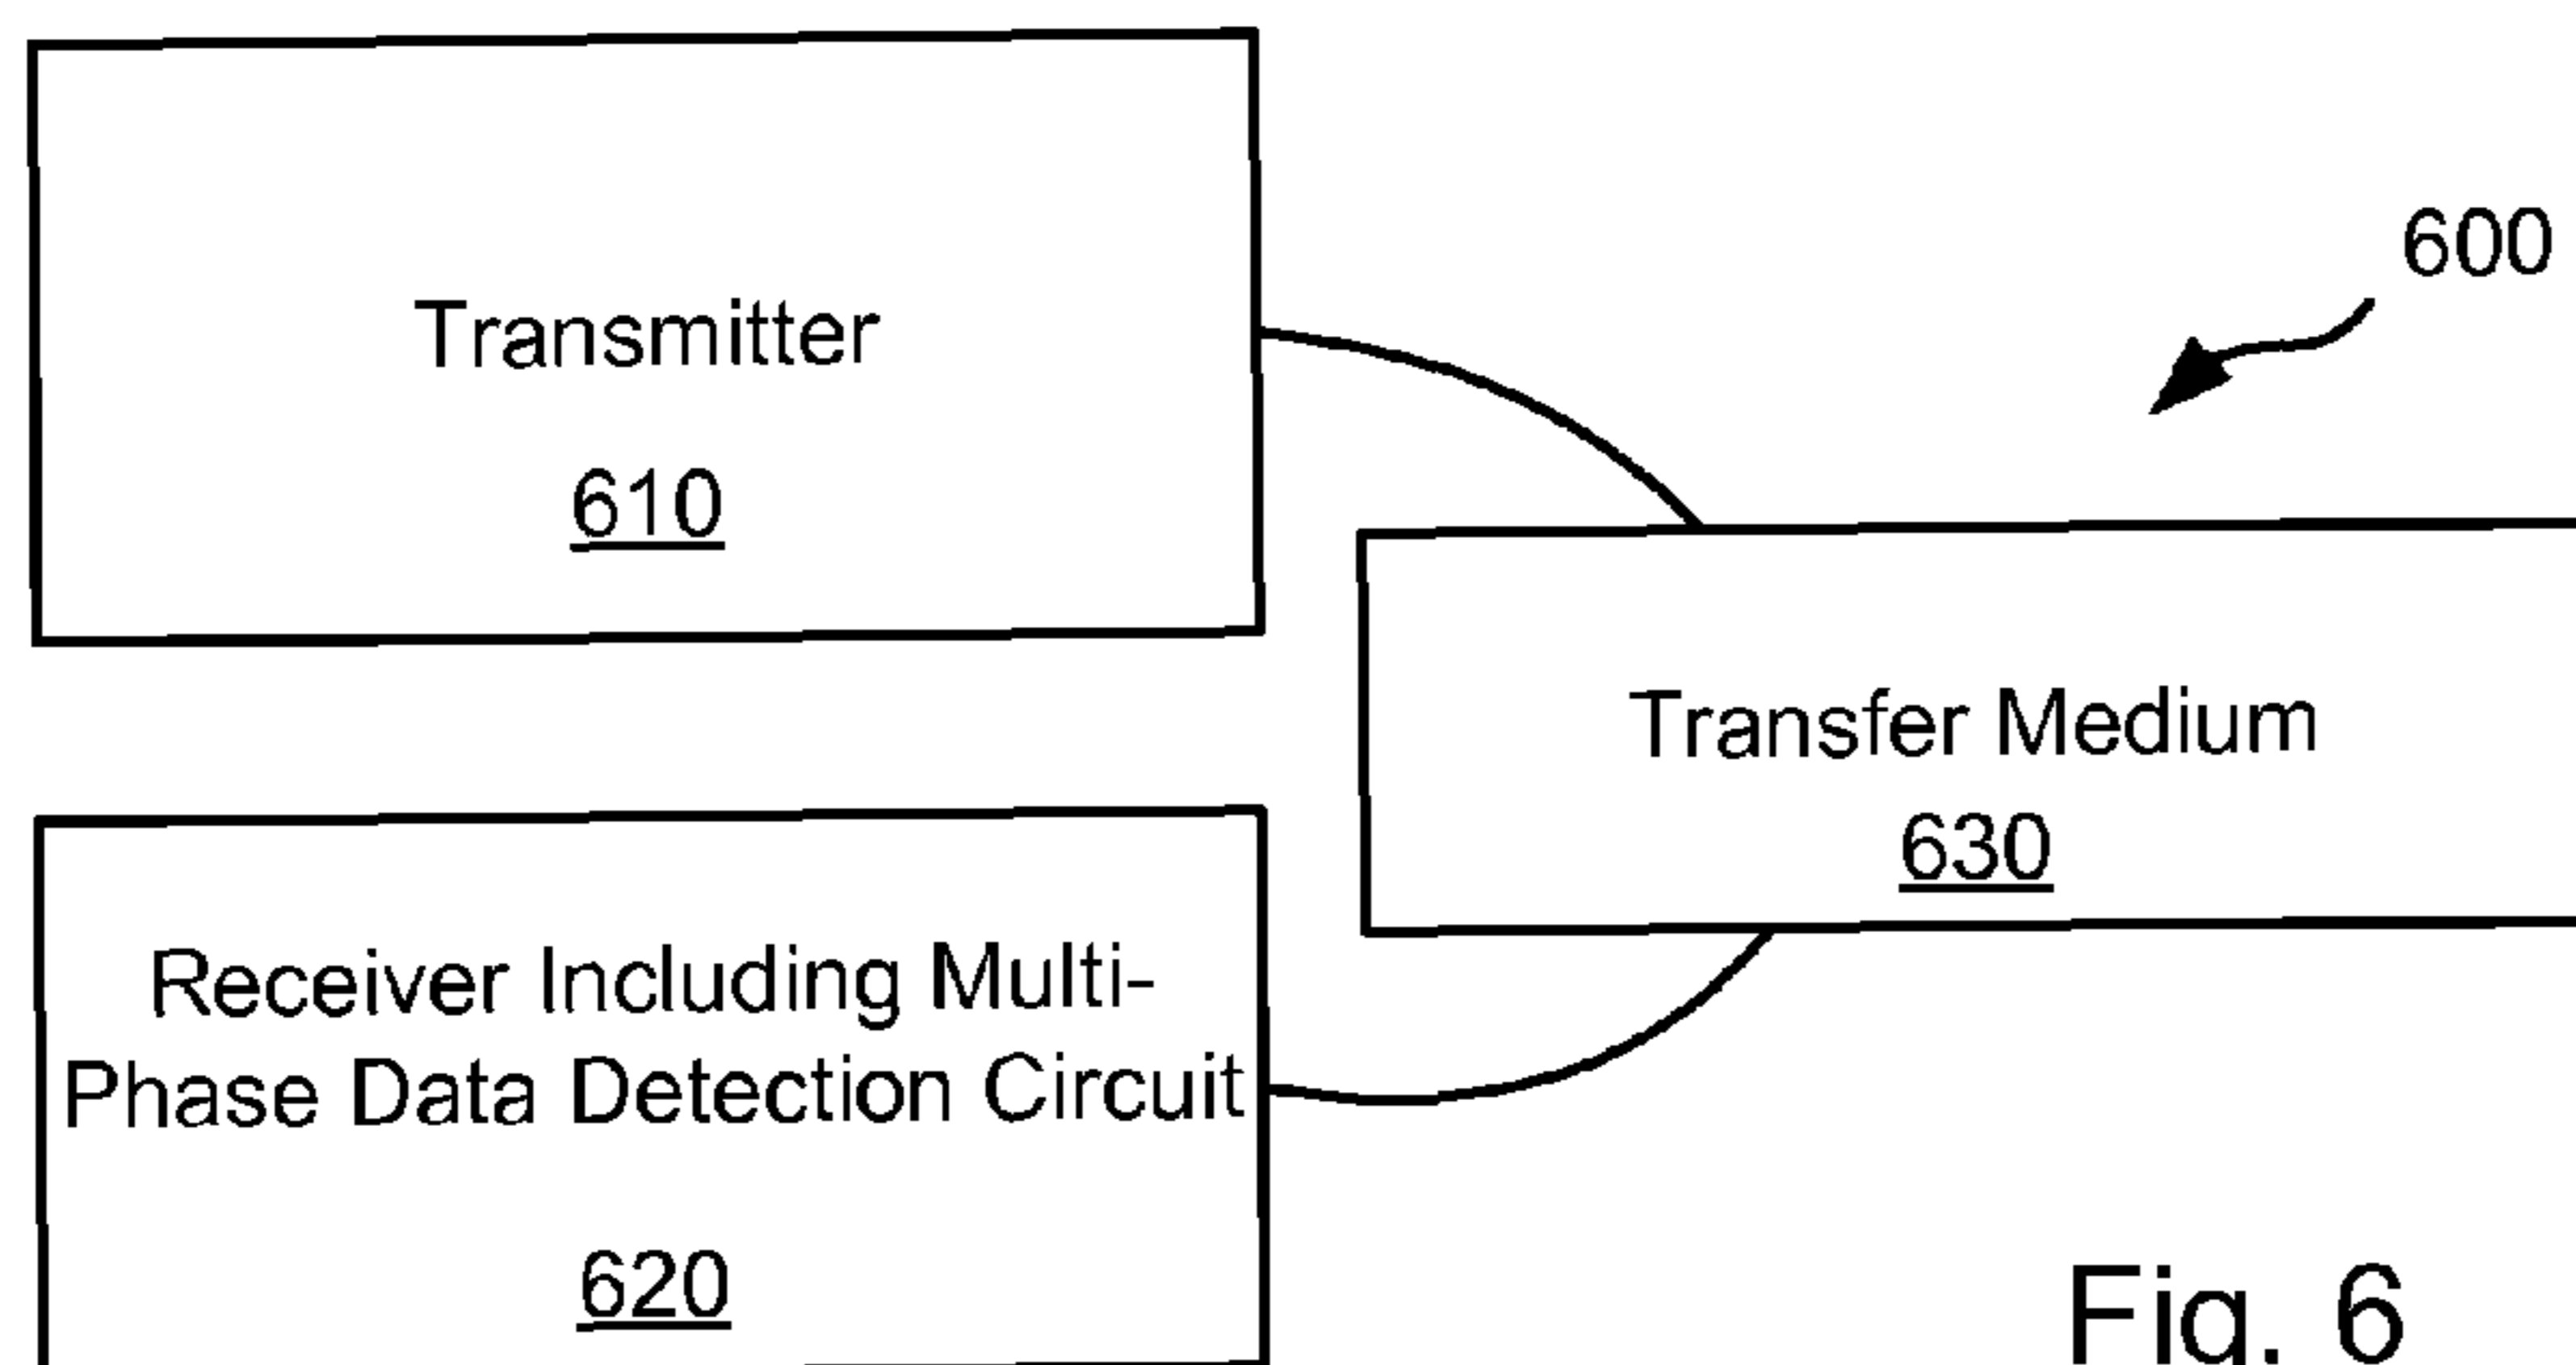 Transmitter
610
600
Transfer Medium
630
Receiver Including Multi-
Phase Data Detection Circuit
620
Fig. 6